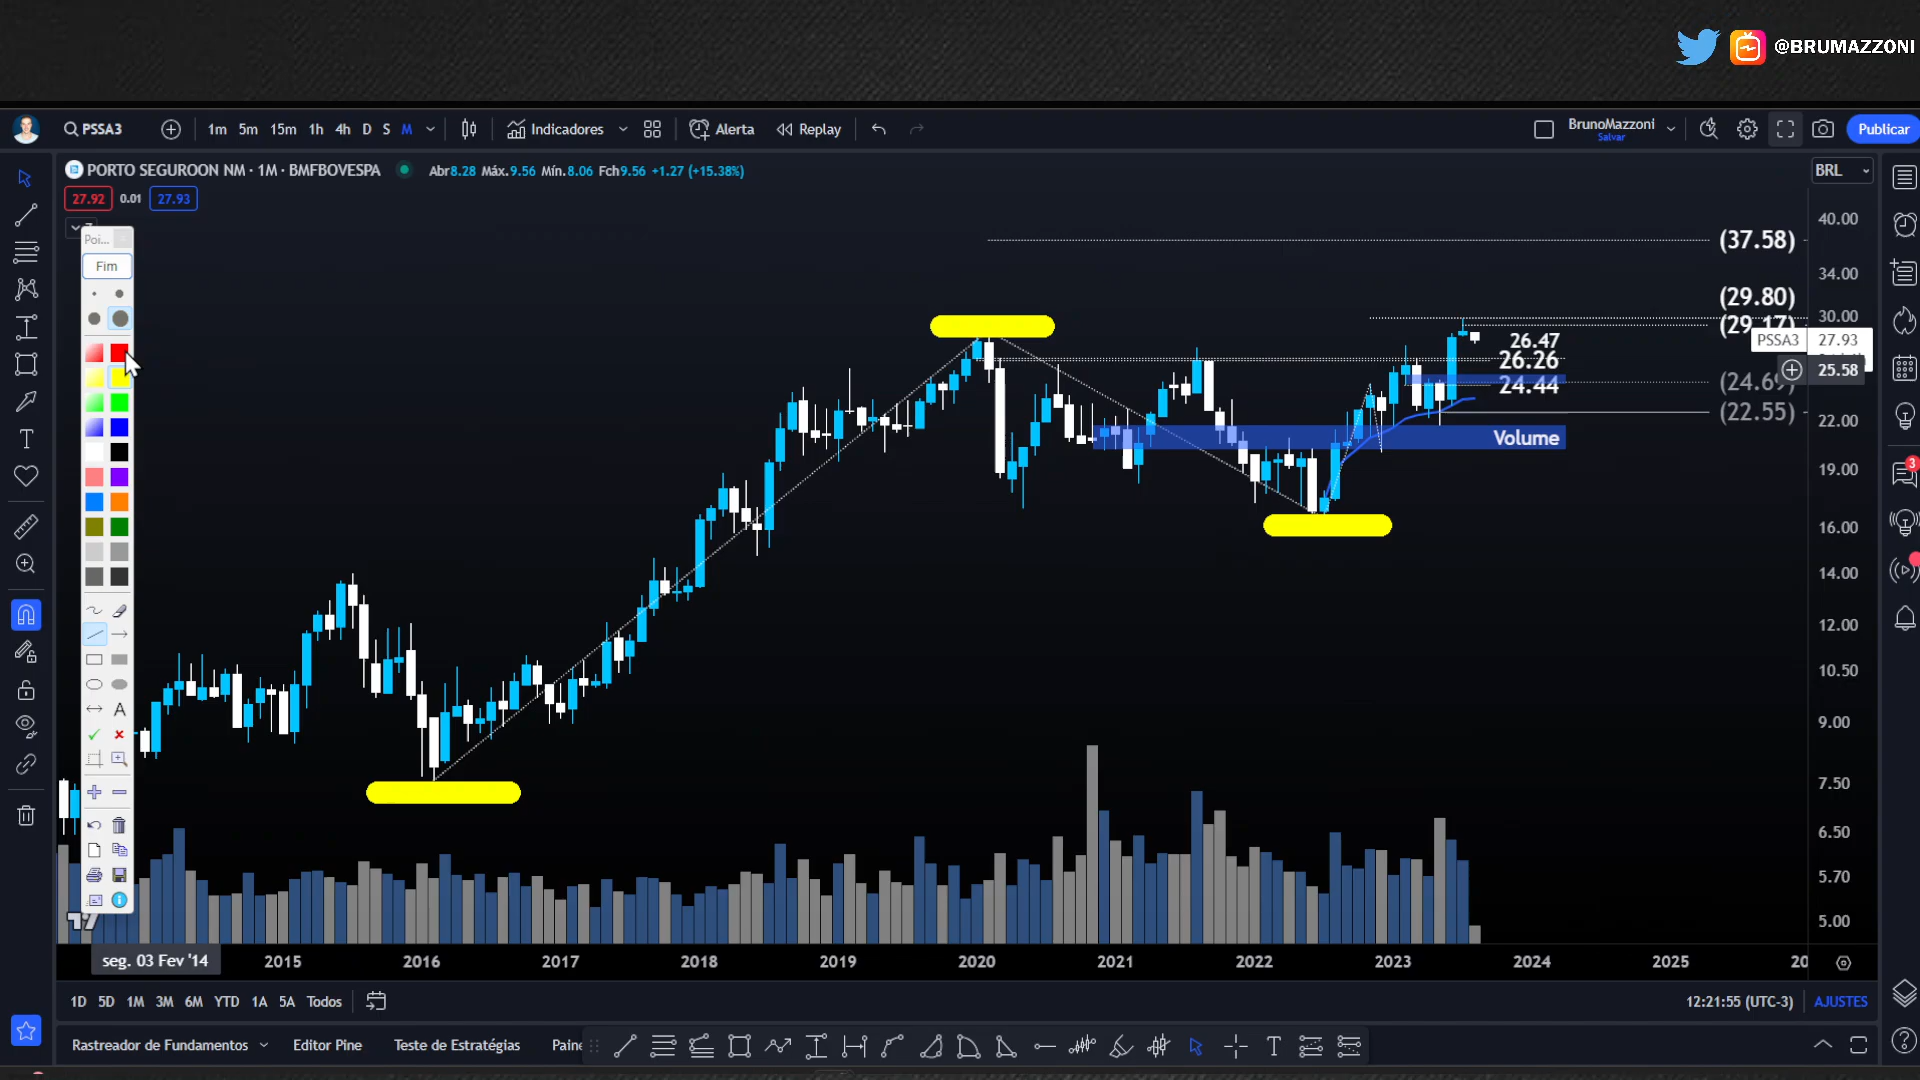 @BRUMAZZONI
PSSA3
1m 5m 15m 1h 4h D S M
Indicadores
Alerta
Replay
BrunoMazzoni
Salvar
Publicar
PORTO SEGUROON NM · 1M · BMFBOVESPA
Abr8.28 Máx.9.56 Mín.8.06 Fch9.56 +1.27 (+15.38%)
BRL
27.92 0.01 27.93
Poi...
Fim
A
(37.58)
(29.80)
26.47
26.26
24.44
(22.55)
Volume
PSSA3 27.93
25.58
40.00
34.00
30.00
22.00
19.00
16.00
14.00
12.00
10.50
9.00
7.50
6.50
5.70
5.00
3
seg. 03 Fev '14
2015 2016 2017 2018 2019 2020 2021 2022 2023 2024 2025 20
1D 5D 1M 3M 6M YTD 1A 5A Todos
12:21:55 (UTC-3)
AJUSTES
Rastreador de Fundamentos
Editor Pine
Teste de Estratégias
Paine